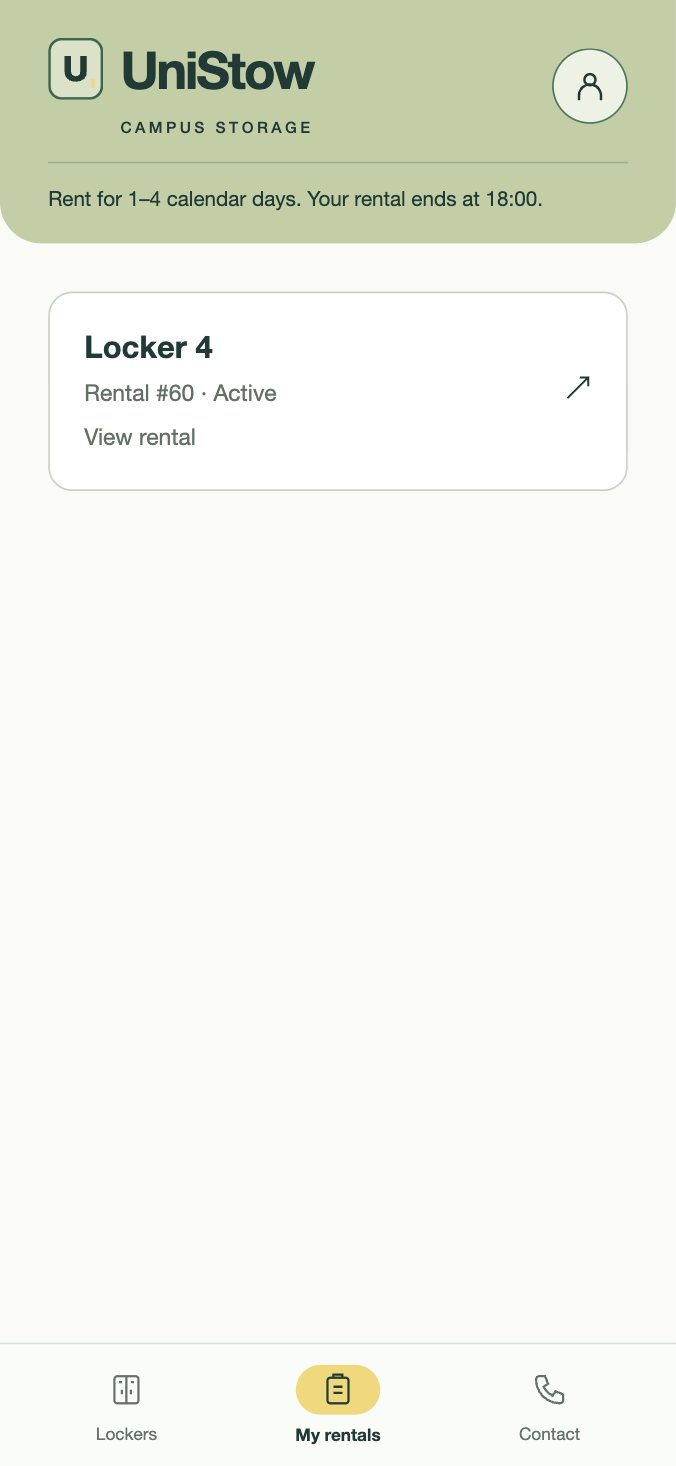 U
UniStow
CAMPUS STORAGE
Rent for 1–4 calendar days. Your rental ends at 18:00.
Locker 4
Rental #60 · Active
View rental
Lockers
My rentals
Contact